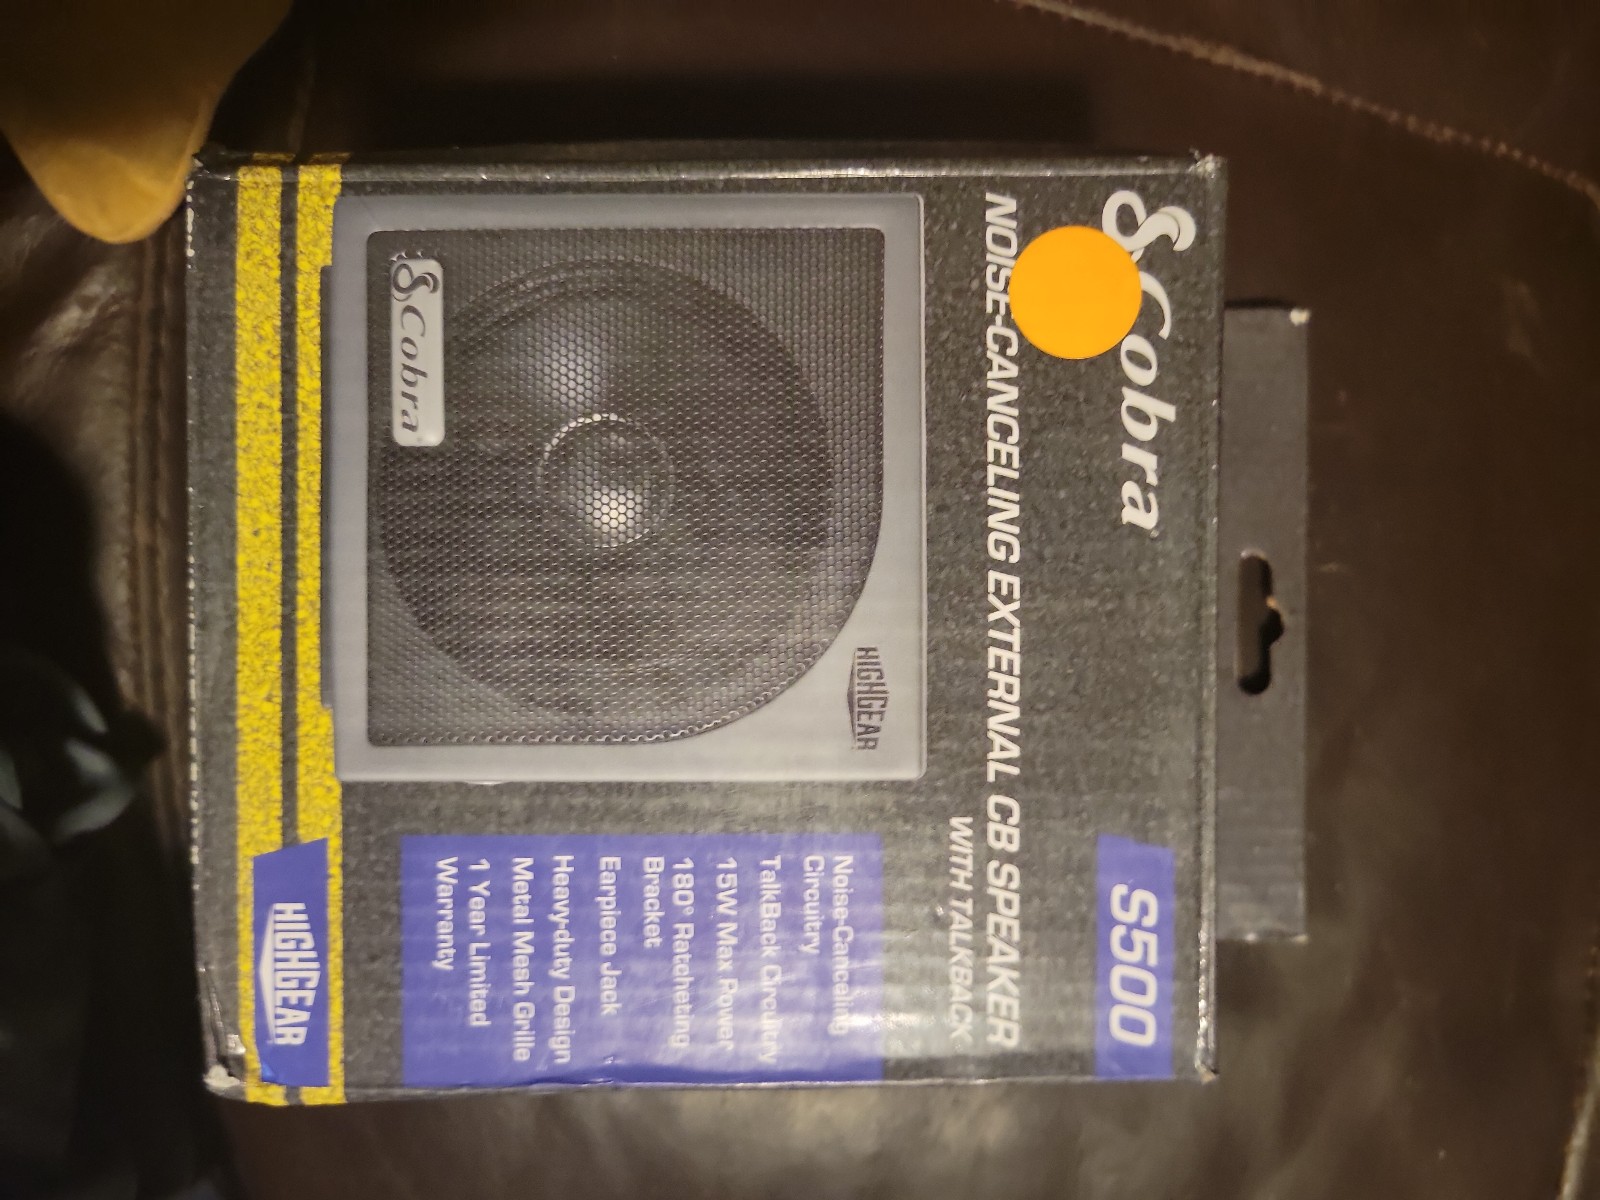 Cobra
S500
NOISE-CANCELING EXTERNAL CB SPEAKER
WITH TALKBACK
HIGHGEAR
Cobra
Noise-Canceling
Circuitry
TalkBack Circuitry
15W Max Power
180° Ratcheting
Bracket
Earpiece Jack
Heavy-duty Design
Metal Mesh Grille
1 Year Limited
Warranty
HIGHGEAR